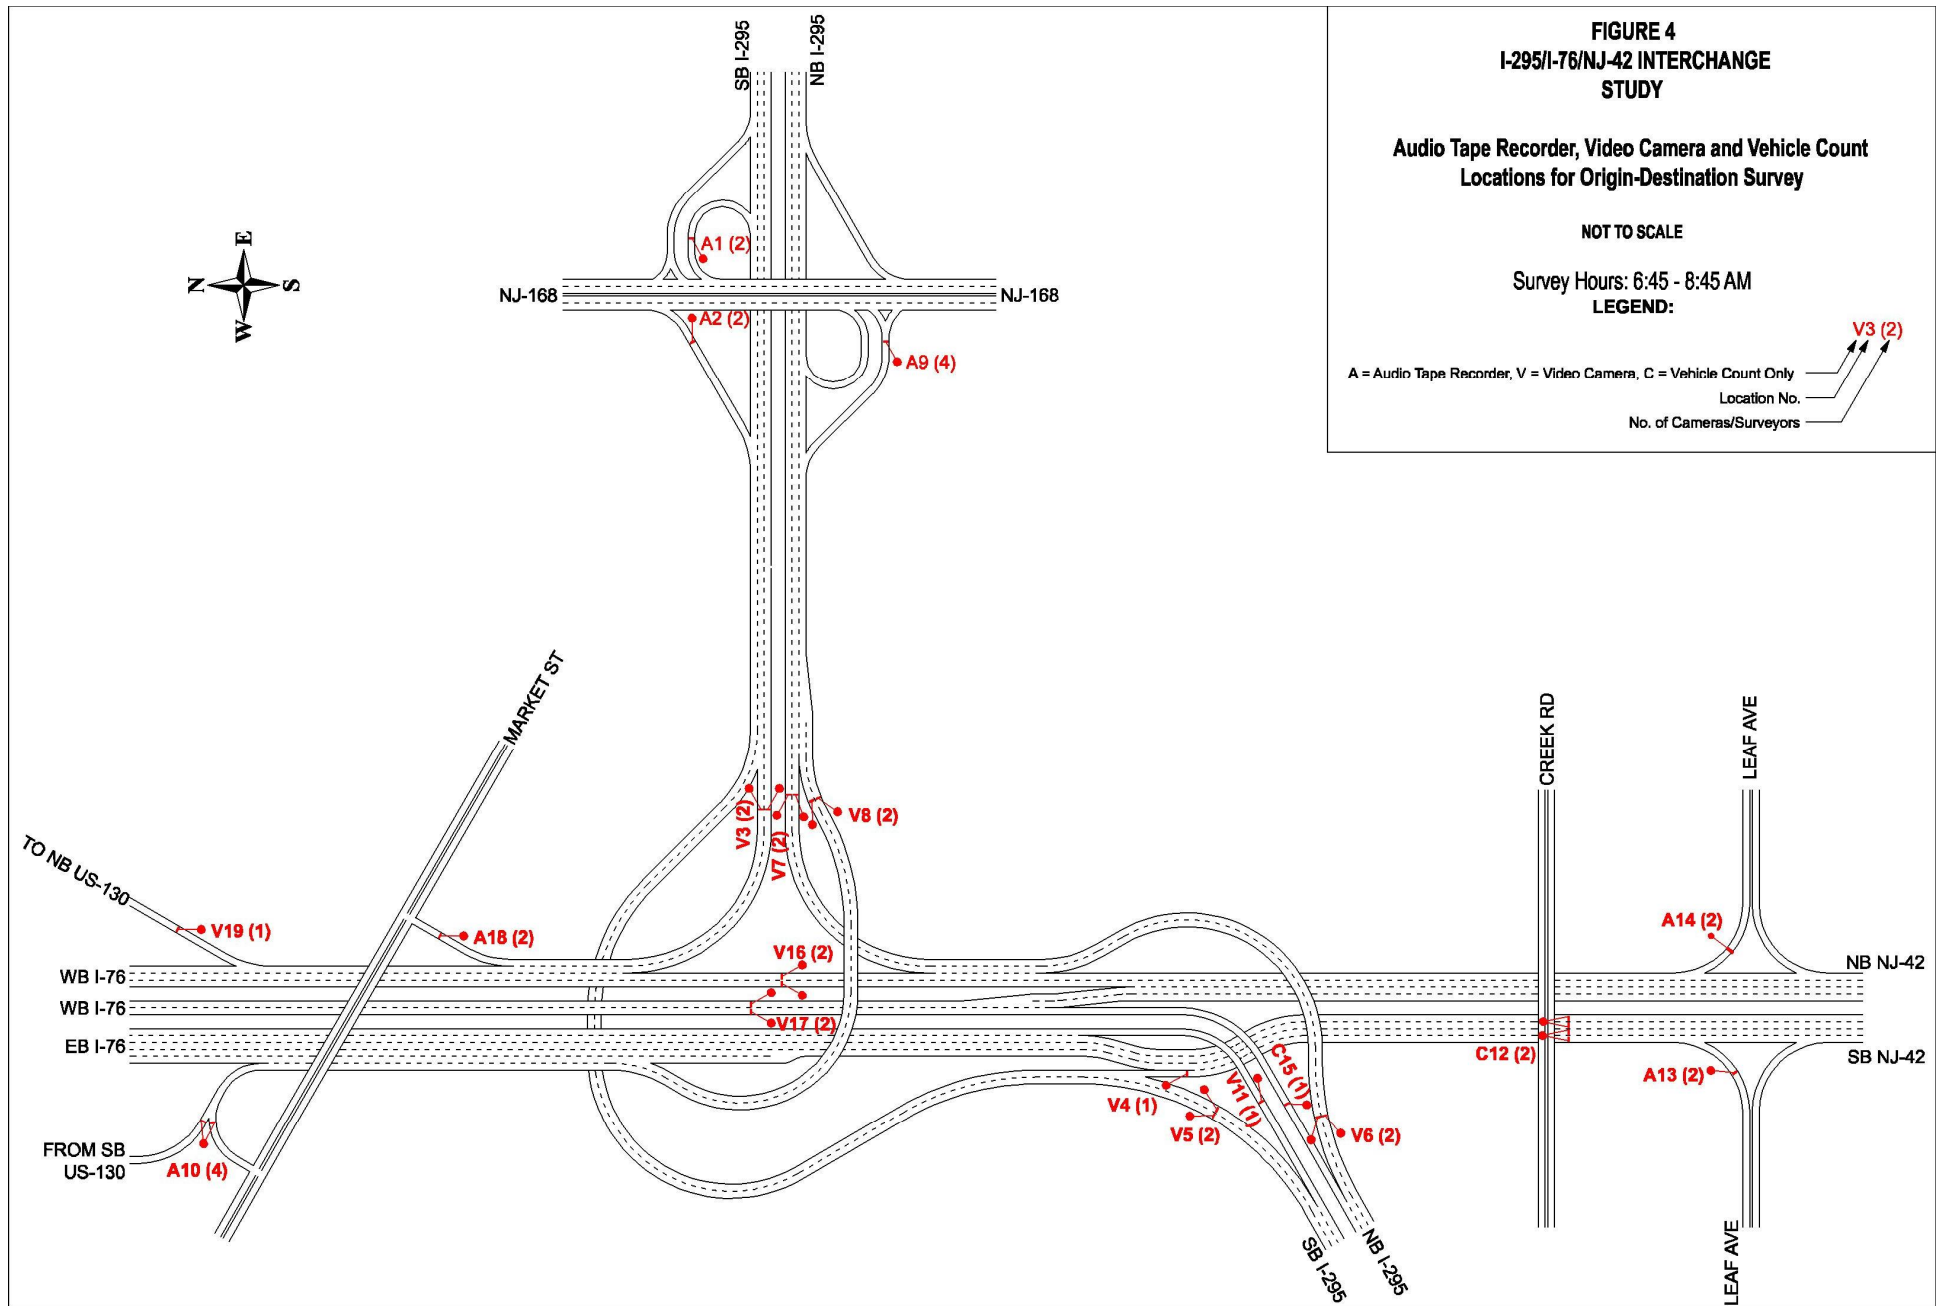 SB I-295
NB I-295
FIGURE 4
I-295/I-76/NJ-42 INTERCHANGE
STUDY
Audio Tape Recorder, Video Camera and Vehicle Count
Locations for Origin-Destination Survey
NOT TO SCALE
Survey Hours: 6:45 - 8:45 AM
LEGEND:
V3 (2)
A = Audio Tape Recorder, V = Video Camera, C = Vehicle Count Only
Location No.
No. of Cameras/Surveyors
E
N
S
W
A1 (2)
NJ-168
NJ-168
A2 (2)
A9 (4)
MARKET ST
CREEK RD
LEAF AVE
V3 (2)
V7 (2)
V8 (2)
TO NB US-130
V19 (1)
A18 (2)
V16 (2)
A14 (2)
WB I-76
NB NJ-42
WB I-76
V17 (2)
EB I-76
C12 (2)
SB NJ-42
C15 (1)
V11 (1)
A13 (2)
V4 (1)
V5 (2)
V6 (2)
FROM SB
US-130
A10 (4)
SB I-295
NB I-295
LEAF AVE